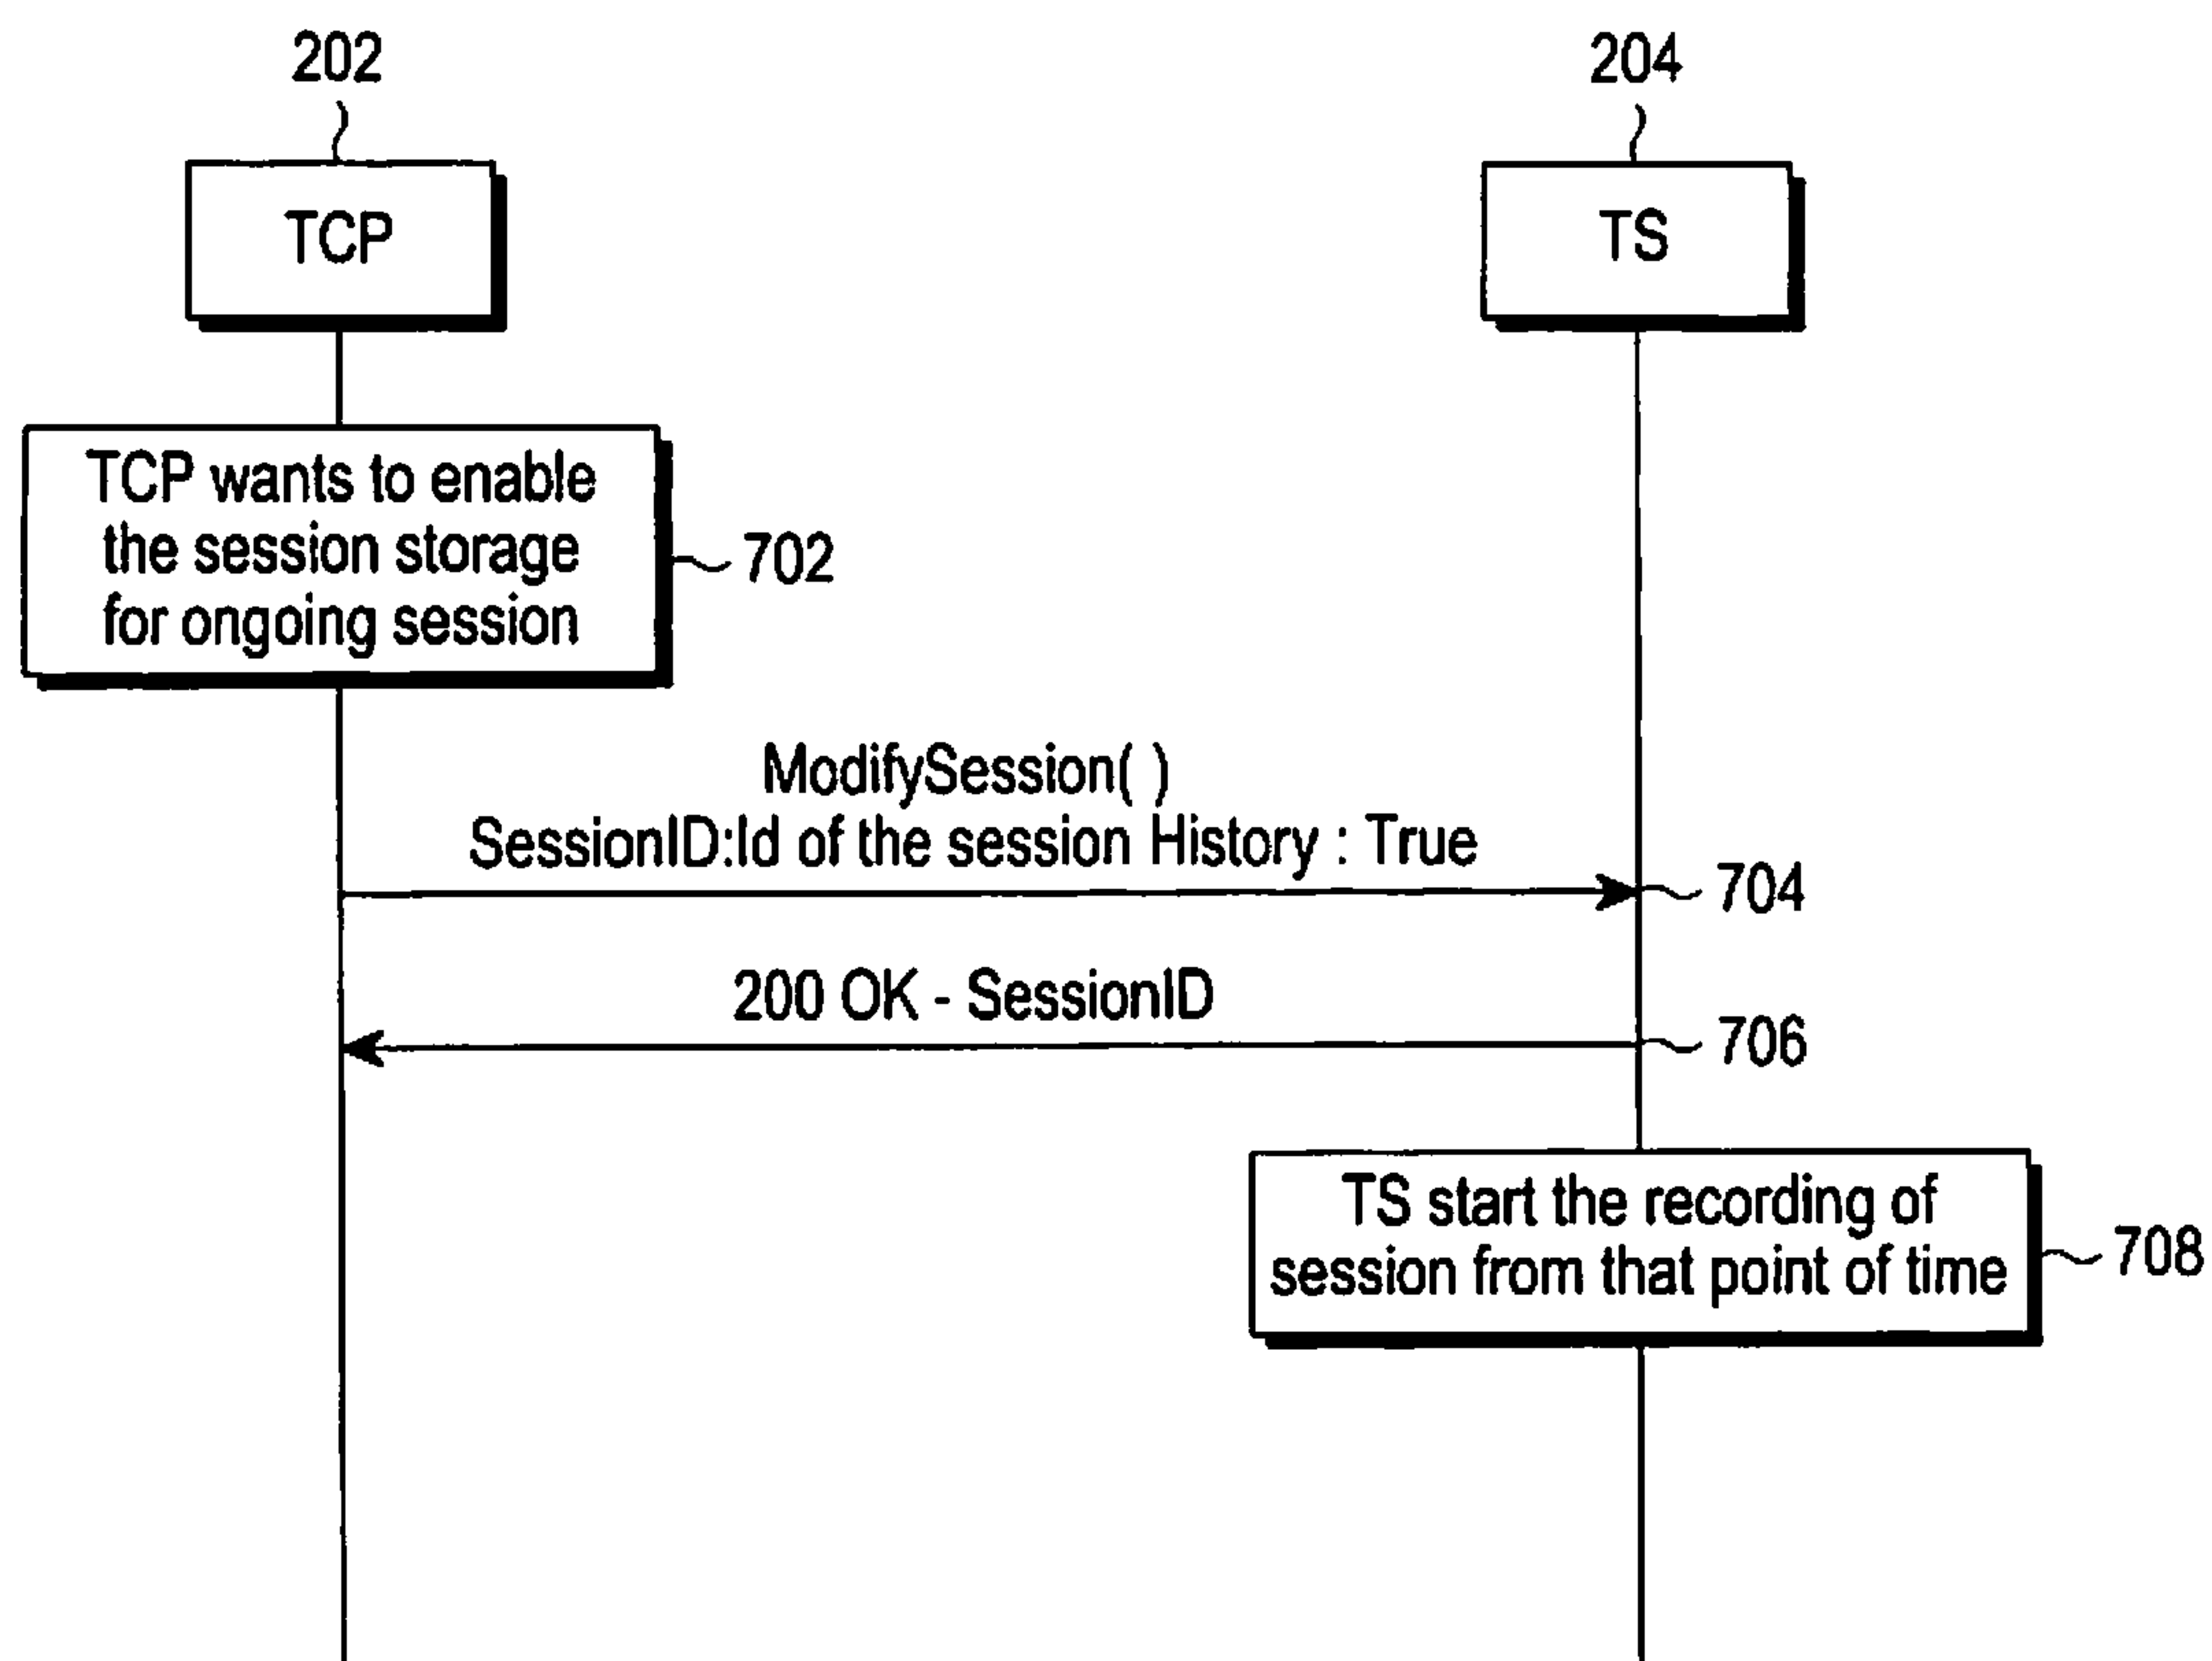 202
204
TCP
TS
TCP wants to enable
the session storage
for ongoing session
702
ModifySession( )
SessionID:Id of the session History : True
704
200 OK - SessionID
706
TS start the recording of
session from that point of time
708